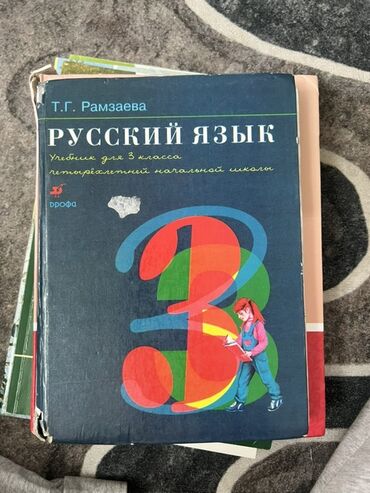 Т.Г. Рамзаева
РУССКИЙ ЯЗЫК
Учебник для 3 класса
четырёхлетней начальной школы
дрофа
3